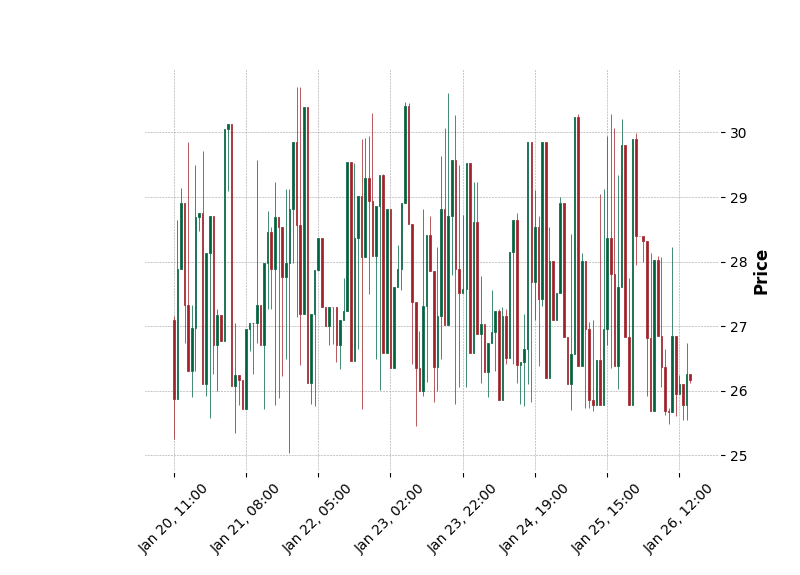 30
29
28
27
26
25
Price
Jan 20, 11:00
Jan 21, 08:00
Jan 22, 05:00
Jan 23, 02:00
Jan 23, 22:00
Jan 24, 19:00
Jan 25, 15:00
Jan 26, 12:00